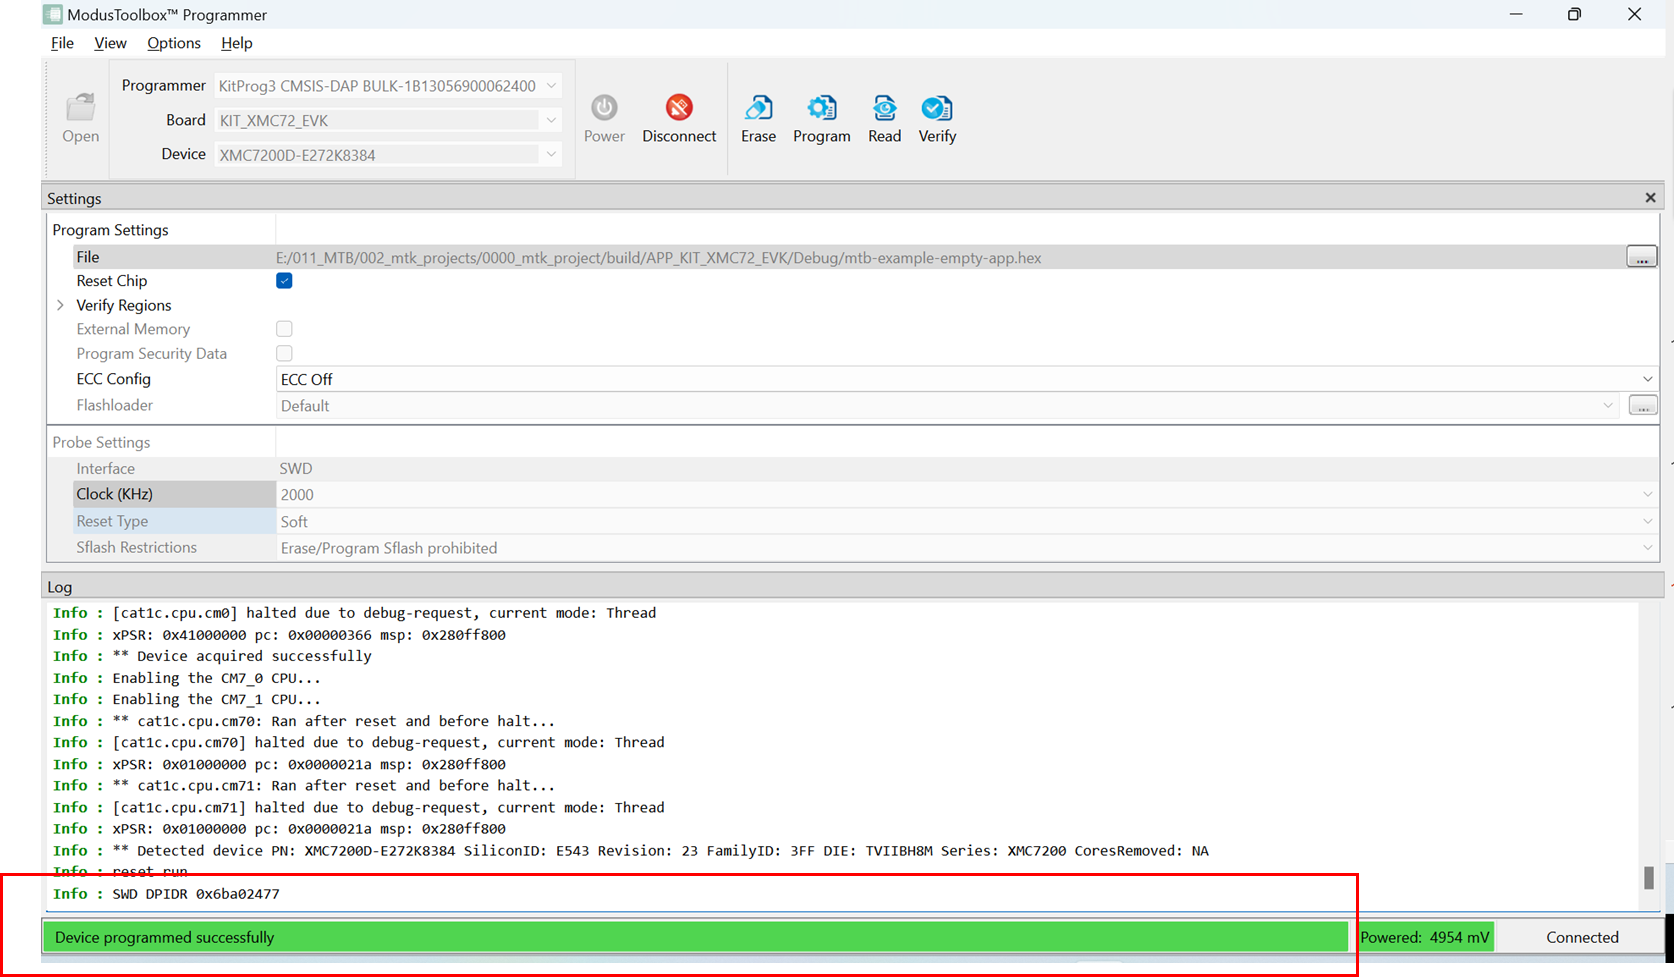 ModusToolbox™ Programmer
File View Options Help
Open
Programmer KitProg3 CMSIS-DAP BULK-1B13056900062400
Board KIT_XMC72_EVK
Device XMC7200D-E272K8384
Power Disconnect Erase Program Read Verify
Settings
Program Settings
File E:/011_MTB/002_mtk_projects/0000_mtk_project/build/APP_KIT_XMC72_EVK/Debug/mtb-example-empty-app.hex ...
Reset Chip
Verify Regions
External Memory
Program Security Data
ECC Config ECC Off
Flashloader Default ...
Probe Settings
Interface SWD
Clock (KHz) 2000
Reset Type Soft
Sflash Restrictions Erase/Program Sflash prohibited
Log
Info : [cat1c.cpu.cm0] halted due to debug-request, current mode: Thread
Info : xPSR: 0x41000000 pc: 0x00000366 msp: 0x280ff800
Info : ** Device acquired successfully
Info : Enabling the CM7_0 CPU...
Info : Enabling the CM7_1 CPU...
Info : ** cat1c.cpu.cm70: Ran after reset and before halt...
Info : [cat1c.cpu.cm70] halted due to debug-request, current mode: Thread
Info : xPSR: 0x01000000 pc: 0x0000021a msp: 0x280ff800
Info : ** cat1c.cpu.cm71: Ran after reset and before halt...
Info : [cat1c.cpu.cm71] halted due to debug-request, current mode: Thread
Info : xPSR: 0x01000000 pc: 0x0000021a msp: 0x280ff800
Info : ** Detected device PN: XMC7200D-E272K8384 SiliconID: E543 Revision: 23 FamilyID: 3FF DIE: TVIIBH8M Series: XMC7200 CoresRemoved: NA
Info : reset run
Info : SWD DPIDR 0x6ba02477
Device programmed successfully Powered: 4954 mV Connected